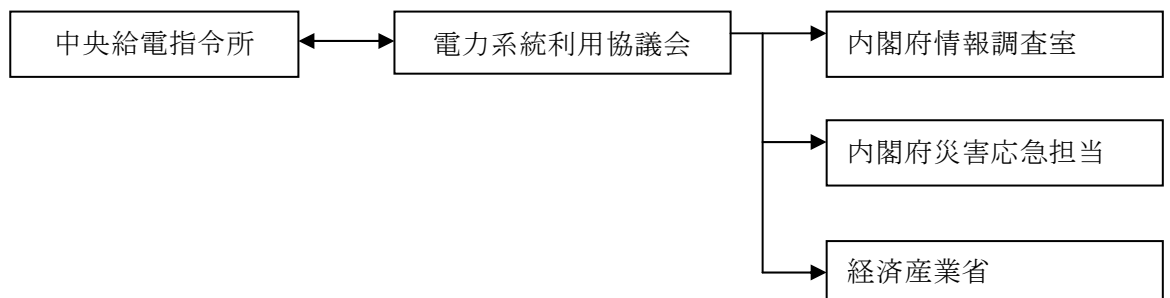 中央給電指令所
電力系統利用協議会
内閣府情報調査室
内閣府災害応急担当
経済産業省